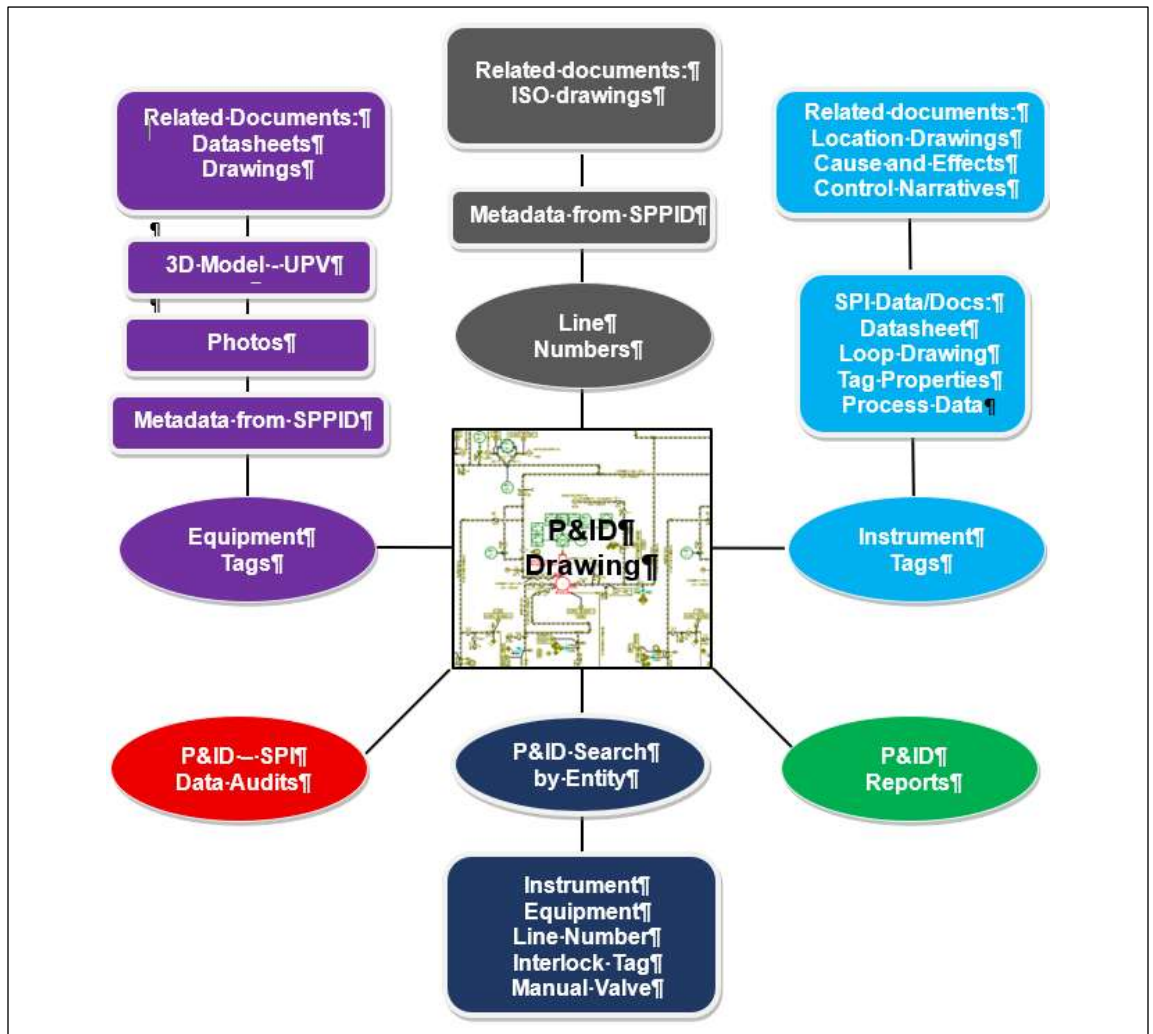 Related·documents:¶
ISO·drawings¶
Related·Documents:¶
Datasheets¶
Drawings¶
Related·documents:¶
Location·Drawings¶
Cause·and·Effects¶
Control·Narratives¶
Metadata·from·SPPID¶
¶
3D·Model·-·UPV¶
¶
SPI·Data/Docs:¶
Datasheet¶
Loop·Drawing¶
Tag·Properties¶
Process·Data¶
Line¶
Numbers¶
Photos¶
Metadata·from·SPPID¶
P&ID¶
Drawing¶
Equipment¶
Tags¶
Instrument¶
Tags¶
P&ID·–·SPI¶
Data·Audits¶
P&ID·Search¶
by·Entity¶
P&ID¶
Reports¶
Instrument¶
Equipment¶
Line·Number¶
Interlock·Tag¶
Manual·Valve¶